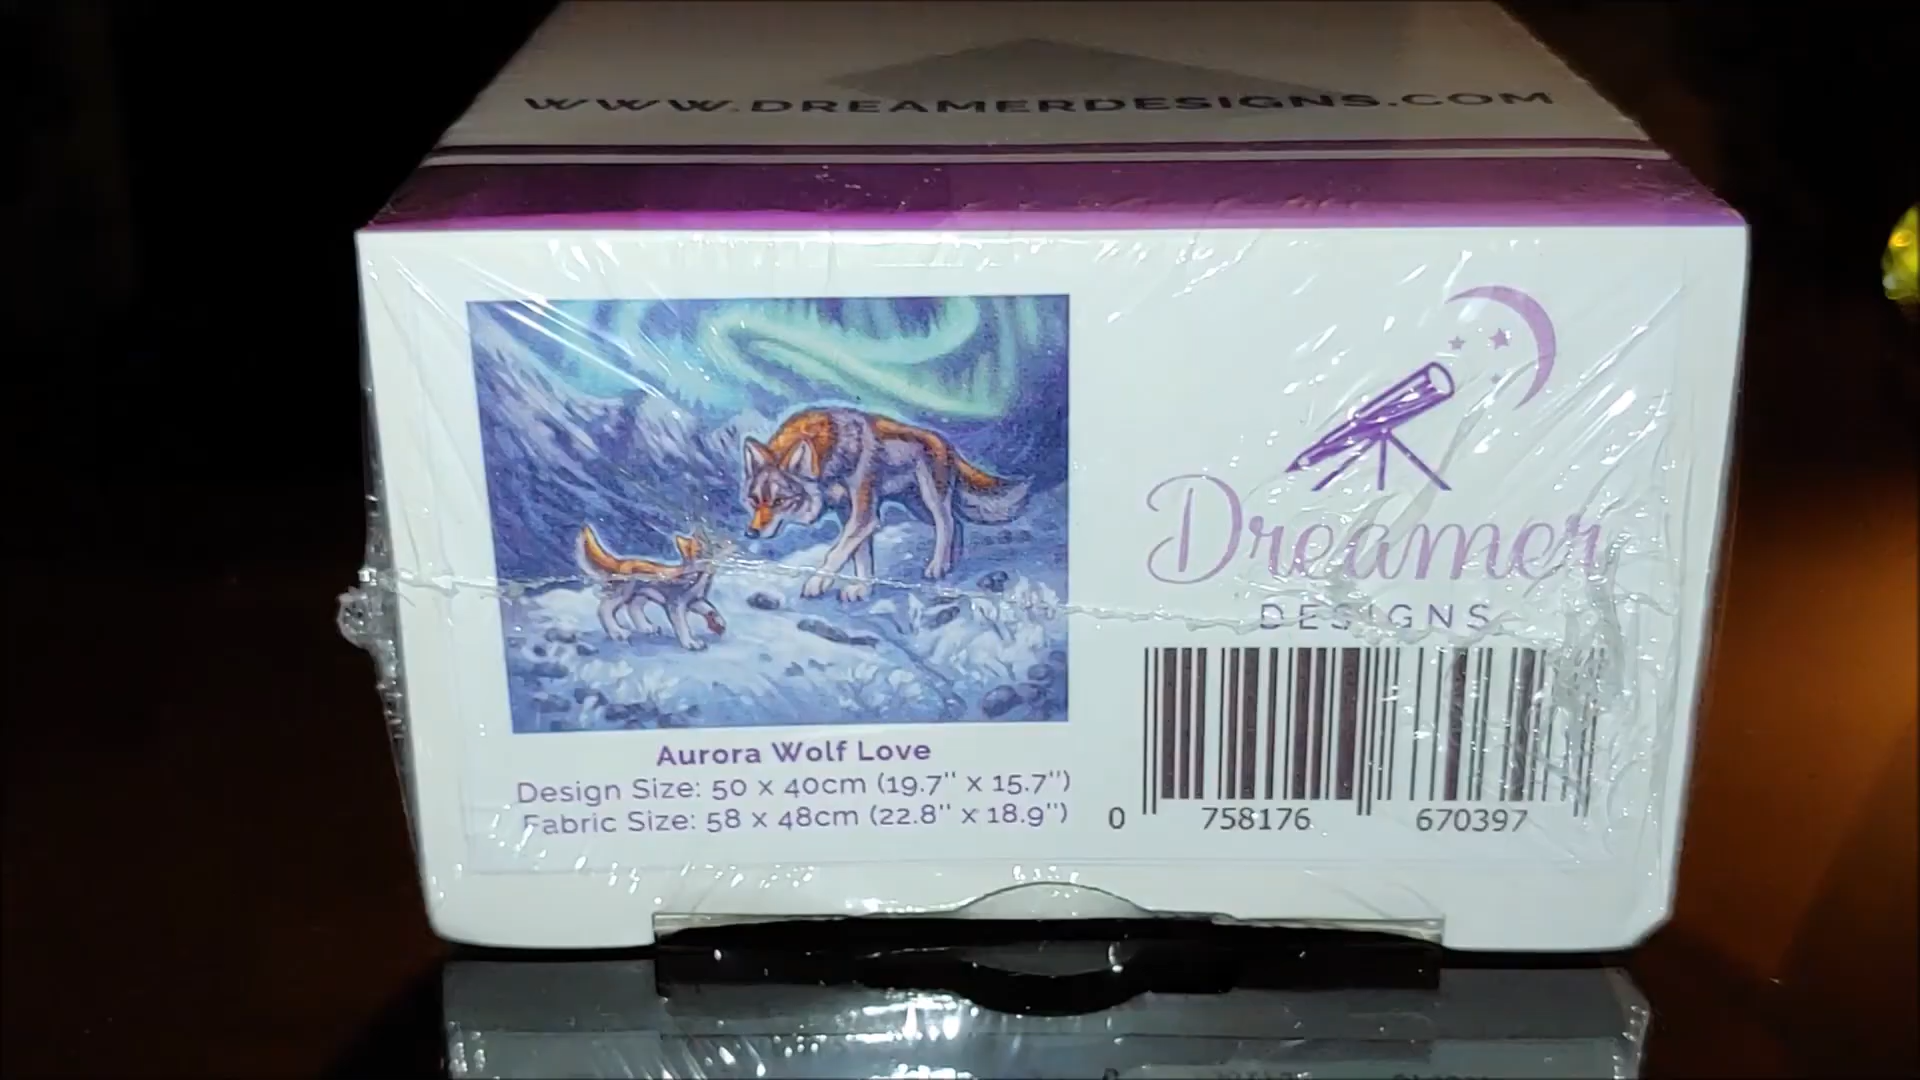 WWW.DREAMERDESIGNS.COM
Dreamer
DESIGNS
Aurora Wolf Love
Design Size: 50 x 40cm (19.7" x 15.7")
Fabric Size: 58 x 48cm (22.8" x 18.9")
0 758176 670397